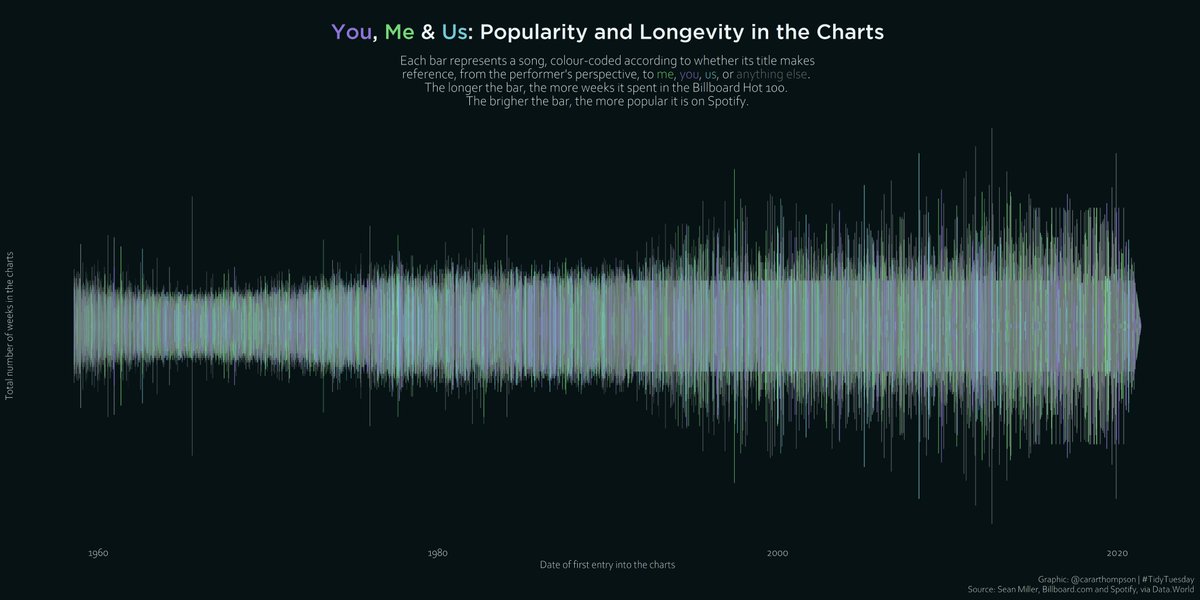 You, Me & Us: Popularity and Longevity in the Charts
Each bar represents a song, colour-coded according to whether its title makes
reference, from the performer's perspective, to me, you, us, or anything else.
The longer the bar, the more weeks it spent in the Billboard Hot 100.
The brigher the bar, the more popular it is on Spotify.
Total number of weeks in the charts
1960
1980
2000
2020
Date of first entry into the charts
Graphic: @cararthompson | #TidyTuesday
Source: Sean Miller, Billboard.com and Spotify, via Data.World